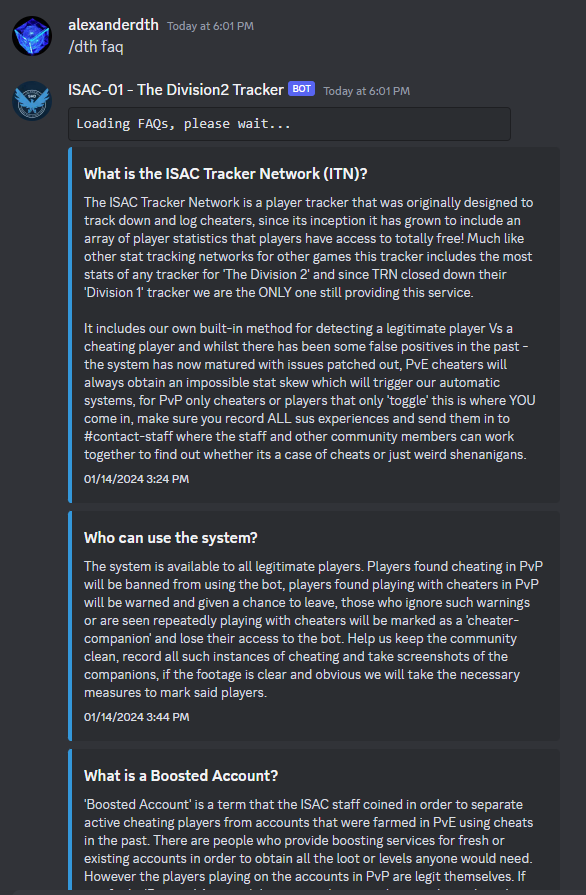 alexanderdth Today at 6:01 PM
/dth faq
ISAC-01 - The Division2 Tracker BOT Today at 6:01 PM
Loading FAQs, please wait...
What is the ISAC Tracker Network (ITN)?
The ISAC Tracker Network is a player tracker that was originally designed to
track down and log cheaters, since its inception it has grown to include an
array of player statistics that players have access to totally free! Much like
other stat tracking networks for other games this tracker includes the most
stats of any tracker for 'The Division 2' and since TRN closed down their
'Division 1' tracker we are the ONLY one still providing this service.
It includes our own built-in method for detecting a legitimate player Vs a
cheating player and whilst there has been some false positives in the past -
the system has now matured with issues patched out, PvE cheaters will
always obtain an impossible stat skew which will trigger our automatic
systems, for PvP only cheaters or players that only 'toggle' this is where YOU
come in, make sure you record ALL sus experiences and send them in to
#contact-staff where the staff and other community members can work
together to find out whether its a case of cheats or just weird shenanigans.
01/14/2024 3:24 PM
Who can use the system?
The system is available to all legitimate players. Players found cheating in PvP
will be banned from using the bot, players found playing with cheaters in PvP
will be warned and given a chance to leave, those who ignore such warnings
or are seen repeatedly playing with cheaters will be marked as a 'cheater-
companion' and lose their access to the bot. Help us keep the community
clean, record all such instances of cheating and take screenshots of the
companions, if the footage is clear and obvious we will take the necessary
measures to mark said players.
01/14/2024 3:44 PM
What is a Boosted Account?
'Boosted Account' is a term that the ISAC staff coined in order to separate
active cheating players from accounts that were farmed in PvE using cheats
in the past. There are people who provide boosting services for fresh or
existing accounts in order to obtain all the loot or levels anyone would need.
However the players playing on the accounts in PvP are legit themselves. If